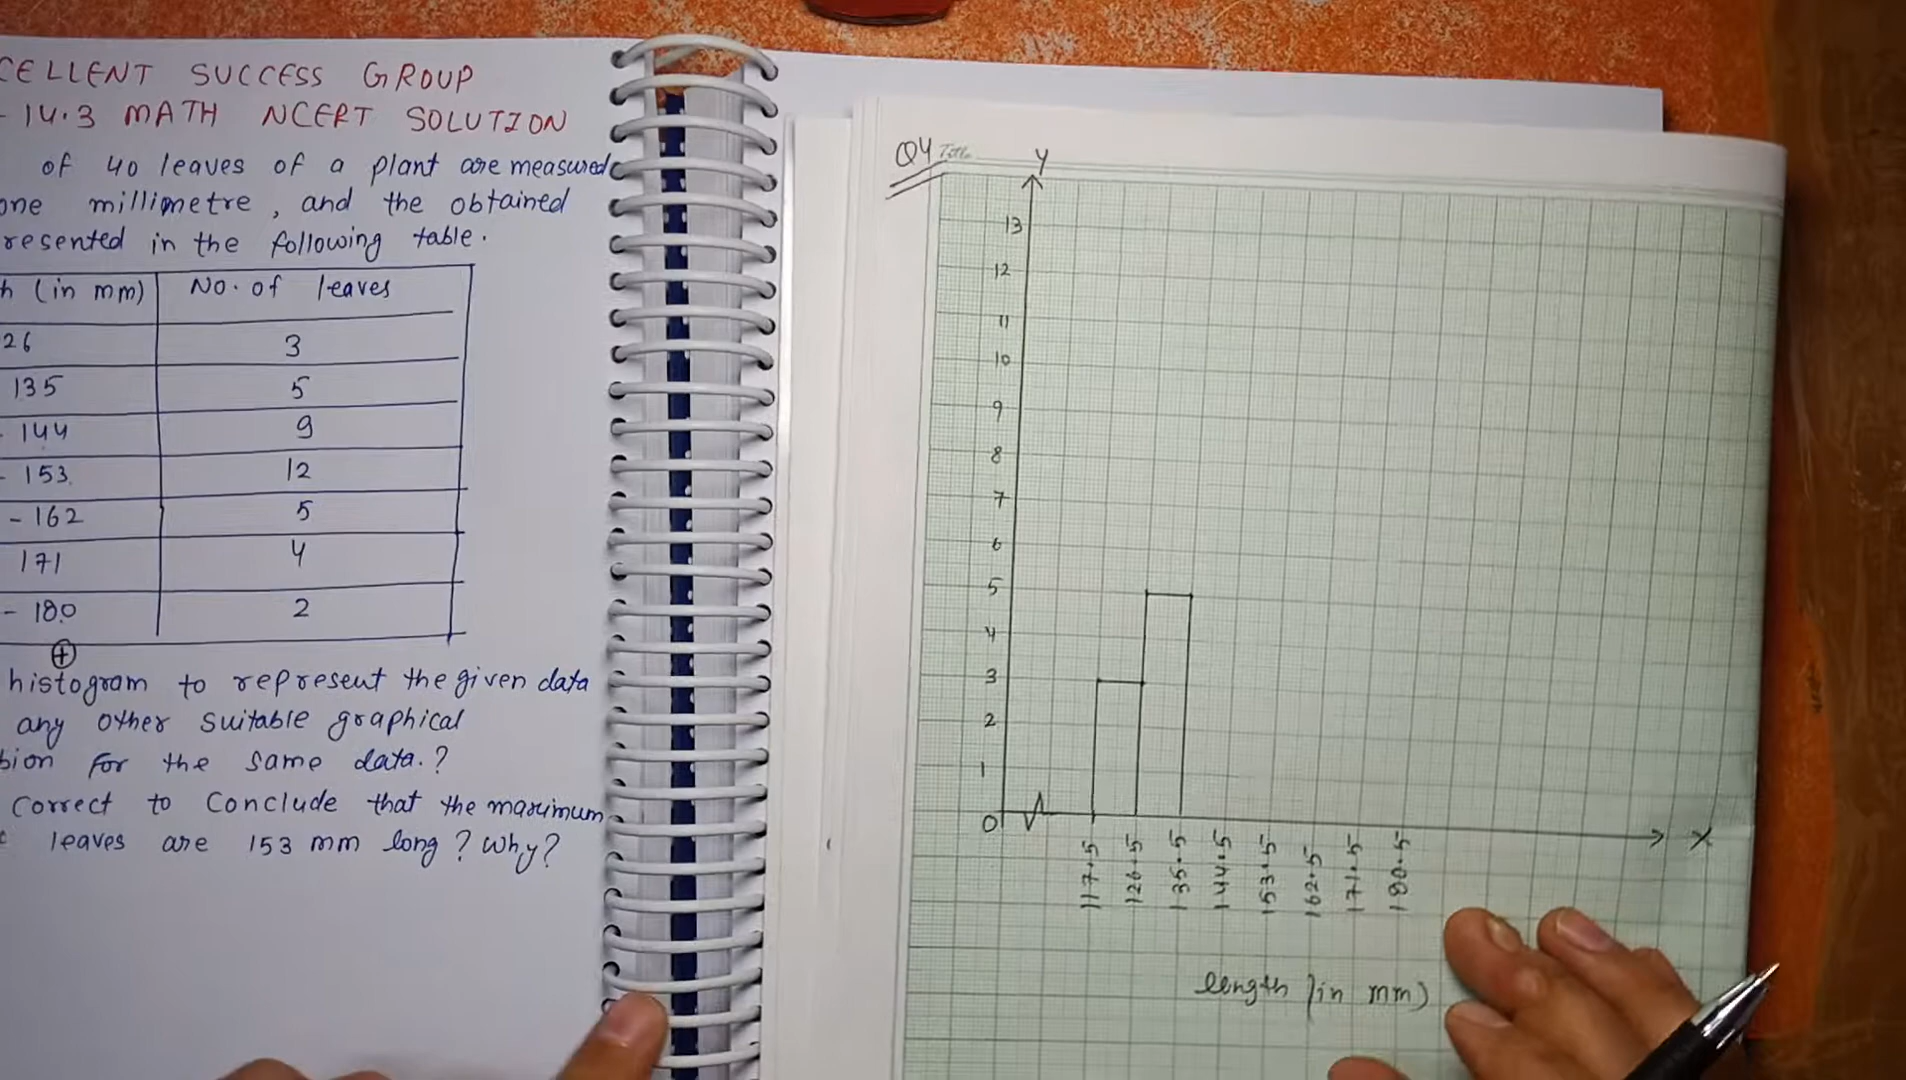 CELLENT SUCCESS GROUP
- 14.3 MATH NCERT SOLUTION
of 40 leaves of a plant are measured
one millimetre, and the obtained
resented in the following table.
h (in mm) No. of leaves
26 3
135 5
- 144 9
- 153 12
- 162 5
171 4
- 180 2
histogram to represent the given data
any other suitable graphical
tion for the same data.?
correct to conclude that the maximum
leaves are 153 mm long? Why?
Q4 Title
Y
13
12
11
10
9
8
7
6
5
4
3
2
1
0
X
117.5
126.5
135.5
144.5
153.5
162.5
171.5
180.5
length (in mm)